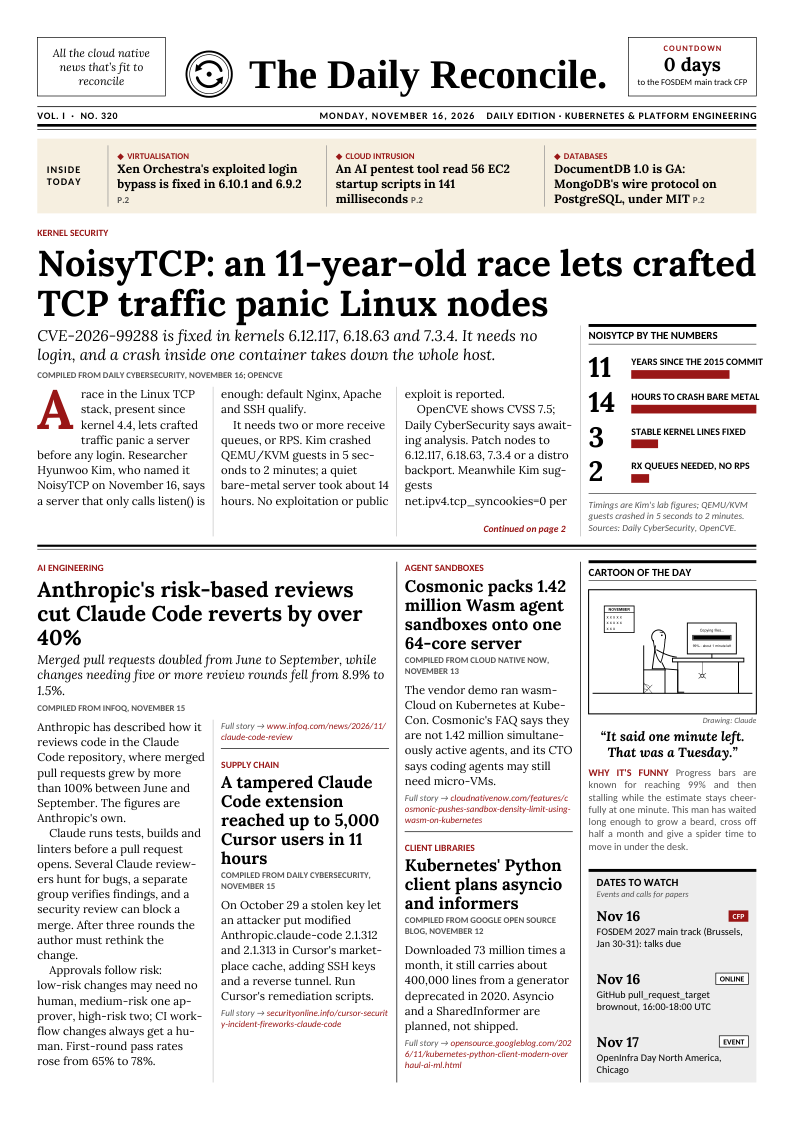 All the cloud native
news that's fit to
reconcile
The Daily Reconcile.
COUNTDOWN
0 days
to the FOSDEM main track CFP
VOL. I · NO. 320
MONDAY, NOVEMBER 16, 2026 DAILY EDITION · KUBERNETES & PLATFORM ENGINEERING
INSIDE
TODAY
◆ VIRTUALISATION
Xen Orchestra's exploited login
bypass is fixed in 6.10.1 and 6.9.2
P.2
◆ CLOUD INTRUSION
An AI pentest tool read 56 EC2
startup scripts in 141
milliseconds P.2
◆ DATABASES
DocumentDB 1.0 is GA:
MongoDB's wire protocol on
PostgreSQL, under MIT P.2
KERNEL SECURITY
NoisyTCP: an 11-year-old race lets crafted
TCP traffic panic Linux nodes
CVE-2026-99288 is fixed in kernels 6.12.117, 6.18.63 and 7.3.4. It needs no
login, and a crash inside one container takes down the whole host.
COMPILED FROM DAILY CYBERSECURITY, NOVEMBER 16; OPENCVE
A race in the Linux TCP
stack, present since
kernel 4.4, lets crafted
traffic panic a server
before any login. Researcher
Hyunwoo Kim, who named it
NoisyTCP on November 16, says
a server that only calls listen() is
enough: default Nginx, Apache
and SSH qualify.
It needs two or more receive
queues, or RPS. Kim crashed
QEMU/KVM guests in 5 sec-
onds to 2 minutes; a quiet
bare-metal server took about 14
hours. No exploitation or public
exploit is reported.
OpenCVE shows CVSS 7.5;
Daily CyberSecurity says await-
ing analysis. Patch nodes to
6.12.117, 6.18.63, 7.3.4 or a distro
backport. Meanwhile Kim sug-
gests
net.ipv4.tcp_syncookies=0 per
Continued on page 2
NOISYTCP BY THE NUMBERS
11 YEARS SINCE THE 2015 COMMIT
14 HOURS TO CRASH BARE METAL
3 STABLE KERNEL LINES FIXED
2 RX QUEUES NEEDED, NO RPS
Timings are Kim's lab figures; QEMU/KVM
guests crashed in 5 seconds to 2 minutes.
Sources: Daily CyberSecurity, OpenCVE.
AI ENGINEERING
Anthropic's risk-based reviews
cut Claude Code reverts by over
40%
Merged pull requests doubled from June to September, while
changes needing five or more review rounds fell from 8.9% to
1.5%.
COMPILED FROM INFOQ, NOVEMBER 15
Anthropic has described how it
reviews code in the Claude
Code repository, where merged
pull requests grew by more
than 100% between June and
September. The figures are
Anthropic's own.
Claude runs tests, builds and
linters before a pull request
opens. Several Claude review-
ers hunt for bugs, a separate
group verifies findings, and a
security review can block a
merge. After three rounds the
author must rethink the
change.
Approvals follow risk:
low-risk changes may need no
human, medium-risk one ap-
prover, high-risk two; CI work-
flow changes always get a hu-
man. First-round pass rates
rose from 65% to 78%.
Full story → www.infoq.com/news/2026/11/
claude-code-review
SUPPLY CHAIN
A tampered Claude
Code extension
reached up to 5,000
Cursor users in 11
hours
COMPILED FROM DAILY CYBERSECURITY,
NOVEMBER 15
On October 29 a stolen key let
an attacker put modified
Anthropic.claude-code 2.1.312
and 2.1.313 in Cursor's market-
place cache, adding SSH keys
and a reverse tunnel. Run
Cursor's remediation scripts.
Full story → securityonline.info/cursor-securit
y-incident-fireworks-claude-code
AGENT SANDBOXES
Cosmonic packs 1.42
million Wasm agent
sandboxes onto one
64-core server
COMPILED FROM CLOUD NATIVE NOW,
NOVEMBER 13
The vendor demo ran wasm-
Cloud on Kubernetes at Kube-
Con. Cosmonic's FAQ says they
are not 1.42 million simultane-
ously active agents, and its CTO
says coding agents may still
need micro-VMs.
Full story → cloudnativenow.com/features/c
osmonic-pushes-sandbox-density-limit-using-
wasm-on-kubernetes
CLIENT LIBRARIES
Kubernetes' Python
client plans asyncio
and informers
COMPILED FROM GOOGLE OPEN SOURCE
BLOG, NOVEMBER 12
Downloaded 73 million times a
month, it still carries about
400,000 lines from a generator
deprecated in 2020. Asyncio
and a SharedInformer are
planned, not shipped.
Full story → opensource.googleblog.com/202
6/11/kubernetes-python-client-modern-over
haul-ai-ml.html
CARTOON OF THE DAY
NOVEMBER
X X X X X
X X X X X
X X X
Copying files...
99% · about 1 minute left
Drawing: Claude
“It said one minute left.
That was a Tuesday.”
WHY IT'S FUNNY Progress bars are
known for reaching 99% and then
stalling while the estimate stays cheer-
fully at one minute. This man has waited
long enough to grow a beard, cross off
half a month and give a spider time to
move in under the desk.
DATES TO WATCH
Events and calls for papers
Nov 16 CFP
FOSDEM 2027 main track (Brussels,
Jan 30-31): talks due
Nov 16 ONLINE
GitHub pull_request_target
brownout, 16:00-18:00 UTC
Nov 17 EVENT
OpenInfra Day North America,
Chicago